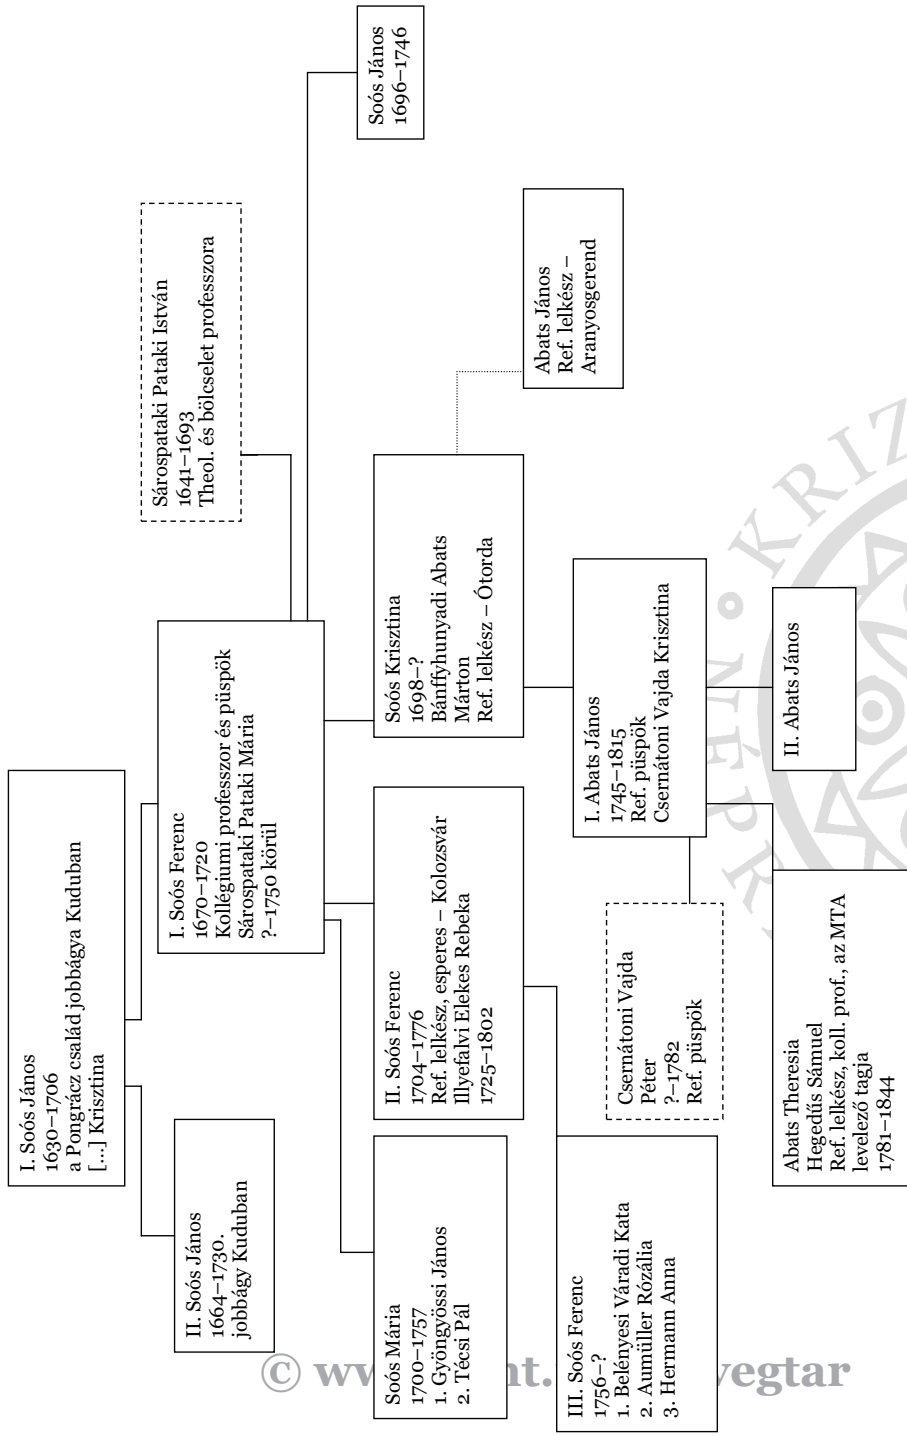 I. Soós János
1630–1706
a Pongrácz család jobbágya Kuduban
[...] Krisztina
II. Soós János
1664–1730.
jobbágy Kuduban
I. Soós Ferenc
1670–1720
Kollégiumi professzor és püspök
Sárospataki Pataki Mária
?–1750 körül
Sárospataki Pataki István
1641–1693
Theol. és bölcselet professzora
Soós János
1696–1746
Soós Mária
1700–1757
1. Gyöngyössi János
2. Técsi Pál
II. Soós Ferenc
1704–1776
Ref. lelkész, esperes – Kolozsvár
Illyefalvi Elekes Rebeka
1725–1802
Soós Krisztina
1698–?
Bánffyhunyadi Abats
Márton
Ref. lelkész – Ótorda
Abats János
Ref. lelkész –
Aranyosgerend
III. Soós Ferenc
1756–?
1. Belényesi Váradi Kata
2. Aumüller Rózália
3. Hermann Anna
Csernátoni Vajda
Péter
?–1782
Ref. püspök
I. Abats János
1745–1815
Ref. püspök
Csernátoni Vajda Krisztina
Abats Theresia
Hegedűs Sámuel
Ref. lelkész, koll. prof., az MTA
levelező tagja
1781–1844
II. Abats János
NÉPR
• KRIZ